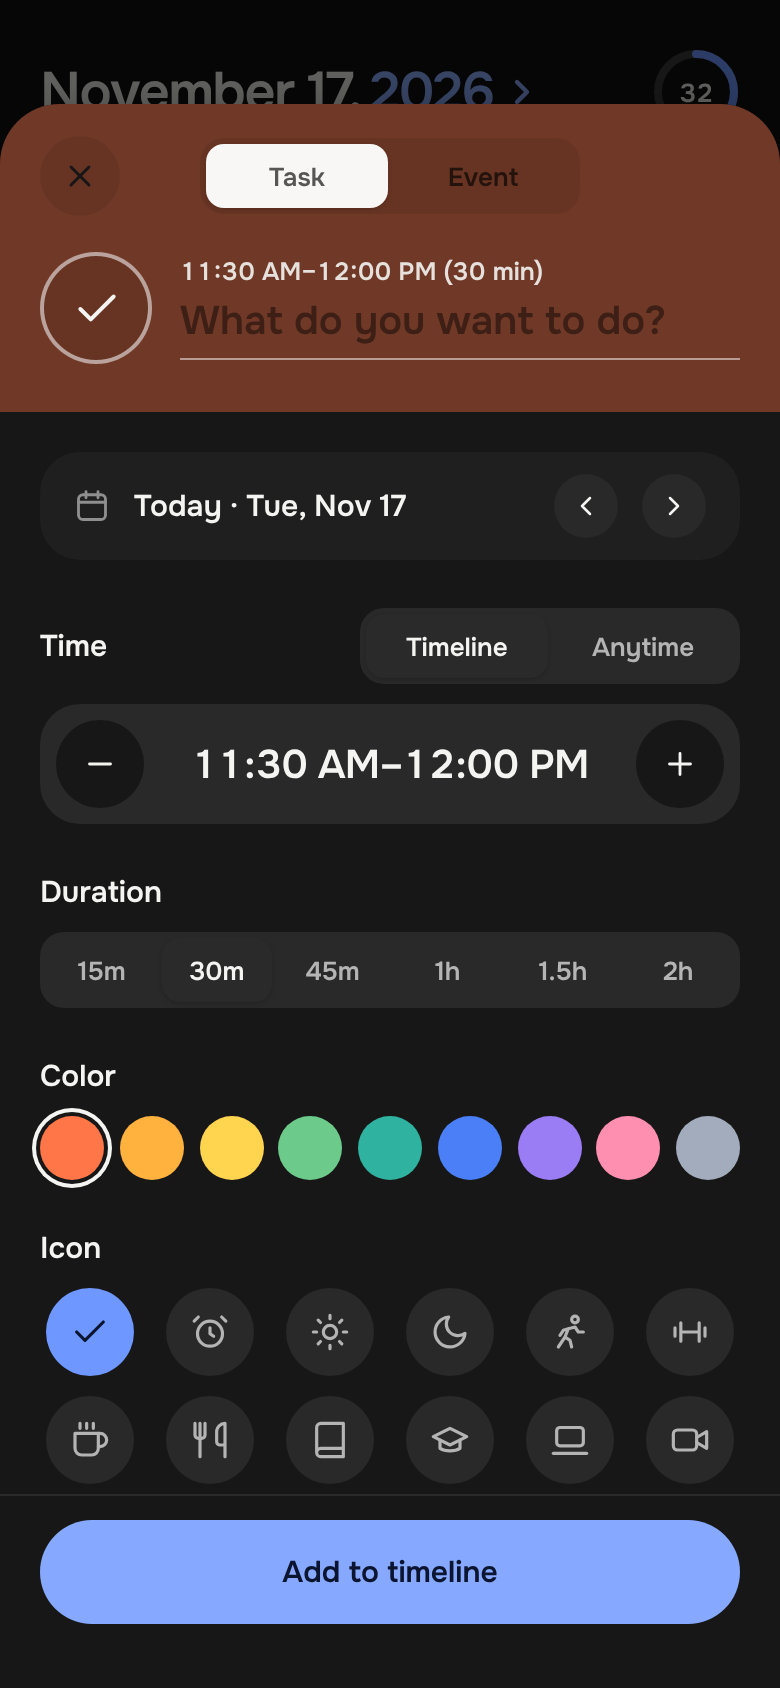 November 17, 2026
32
Task
Event
11:30 AM–12:00 PM (30 min)
What do you want to do?
Today · Tue, Nov 17
Time
Timeline
Anytime
11:30 AM–12:00 PM
Duration
15m
30m
45m
1h
1.5h
2h
Color
Icon
Add to timeline